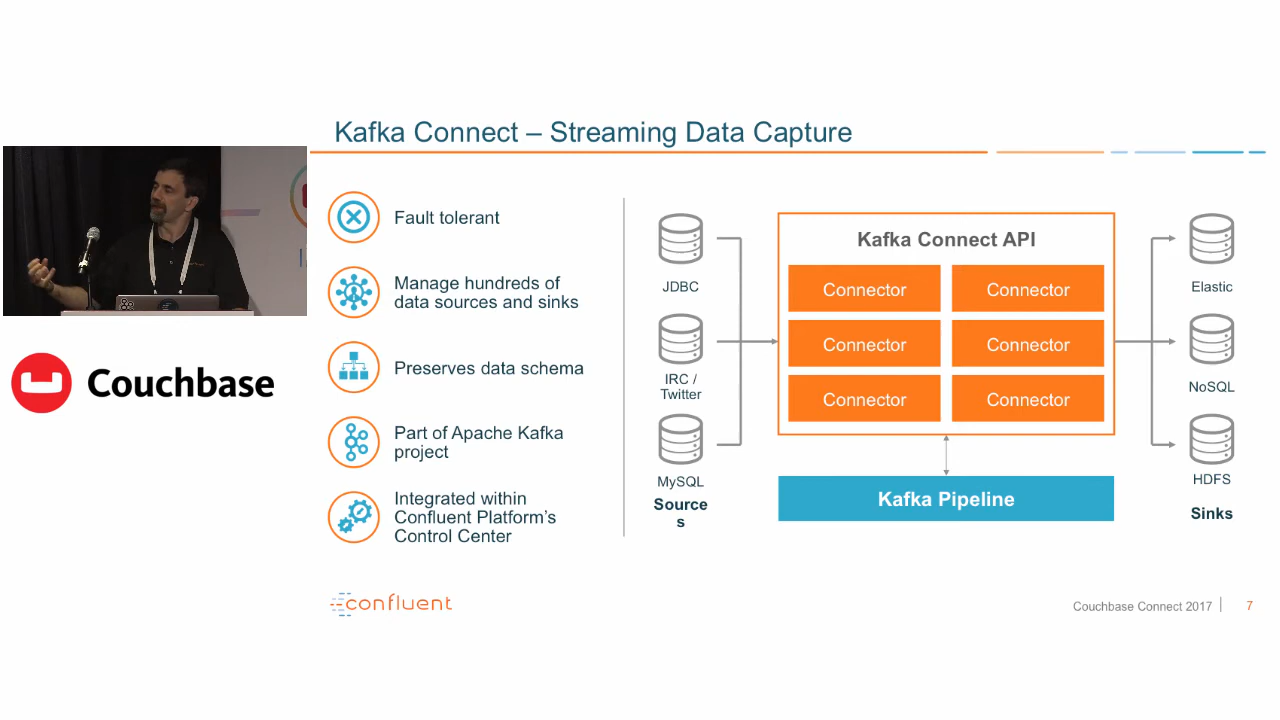 Kafka Connect – Streaming Data Capture
Fault tolerant
Manage hundreds of
data sources and sinks
Preserves data schema
Part of Apache Kafka
project
Integrated within
Confluent Platform's
Control Center
JDBC
IRC /
Twitter
MySQL
Source
s
Kafka Connect API
Connector
Connector
Connector
Connector
Connector
Connector
Kafka Pipeline
Elastic
NoSQL
HDFS
Sinks
Couchbase
confluent
Couchbase Connect 2017
7